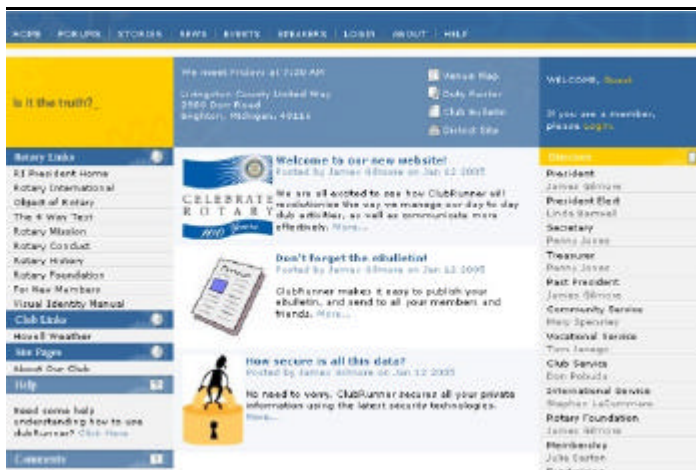 HOME FORUMS STORIES NEWS EVENTS SPEAKERS LOGIN ABOUT HELP
Is it the truth?_
We meet Fridays at 7:20 AM
Livingston County United Way
2980 Dorr Road
Brighton, Michigan, 48116
Venue Map
Duty Roster
Club Bulletin
District Site
WELCOME, Guest
If you are a member,
please Login.
Rotary Links
RI President Home
Rotary International
Object of Rotary
The 4 Way Test
Rotary Mission
Rotary Conduct
Rotary History
Rotary Foundation
For New Members
Visual Identity Manual
Club Links
Howell Weather
Site Pages
About Our Club
Help
Need some help
understanding how to use
clubRunner? Click Here
Comments
CELEBRATE
ROTARY
Welcome to our new website!
Posted by James Gilmore on Jan 12 2005
We are all excited to see how ClubRunner will
revolutionize the way we manage our day to day
club activities, as well as communicate more
effectively. More...
Don't forget the eBulletin!
Posted by James Gilmore on Jan 12 2005
ClubRunner makes it easy to publish your
eBulletin, and send to all your members and
friends. More...
How secure is all this data?
Posted by James Gilmore on Jan 12 2005
No need to worry, ClubRunner secures all your private
information using the latest security technologies.
More...
Directors
President
James Gilmore
President Elect
Linda
Secretary
Penny Jones
Treasurer
Penny Jones
Past President
James Gilmore
Community Service
Mary
Vocational Service
Tom
Club Service
Don
International Service
Stephen
Rotary Foundation
James Gilmore
Membership
Julie